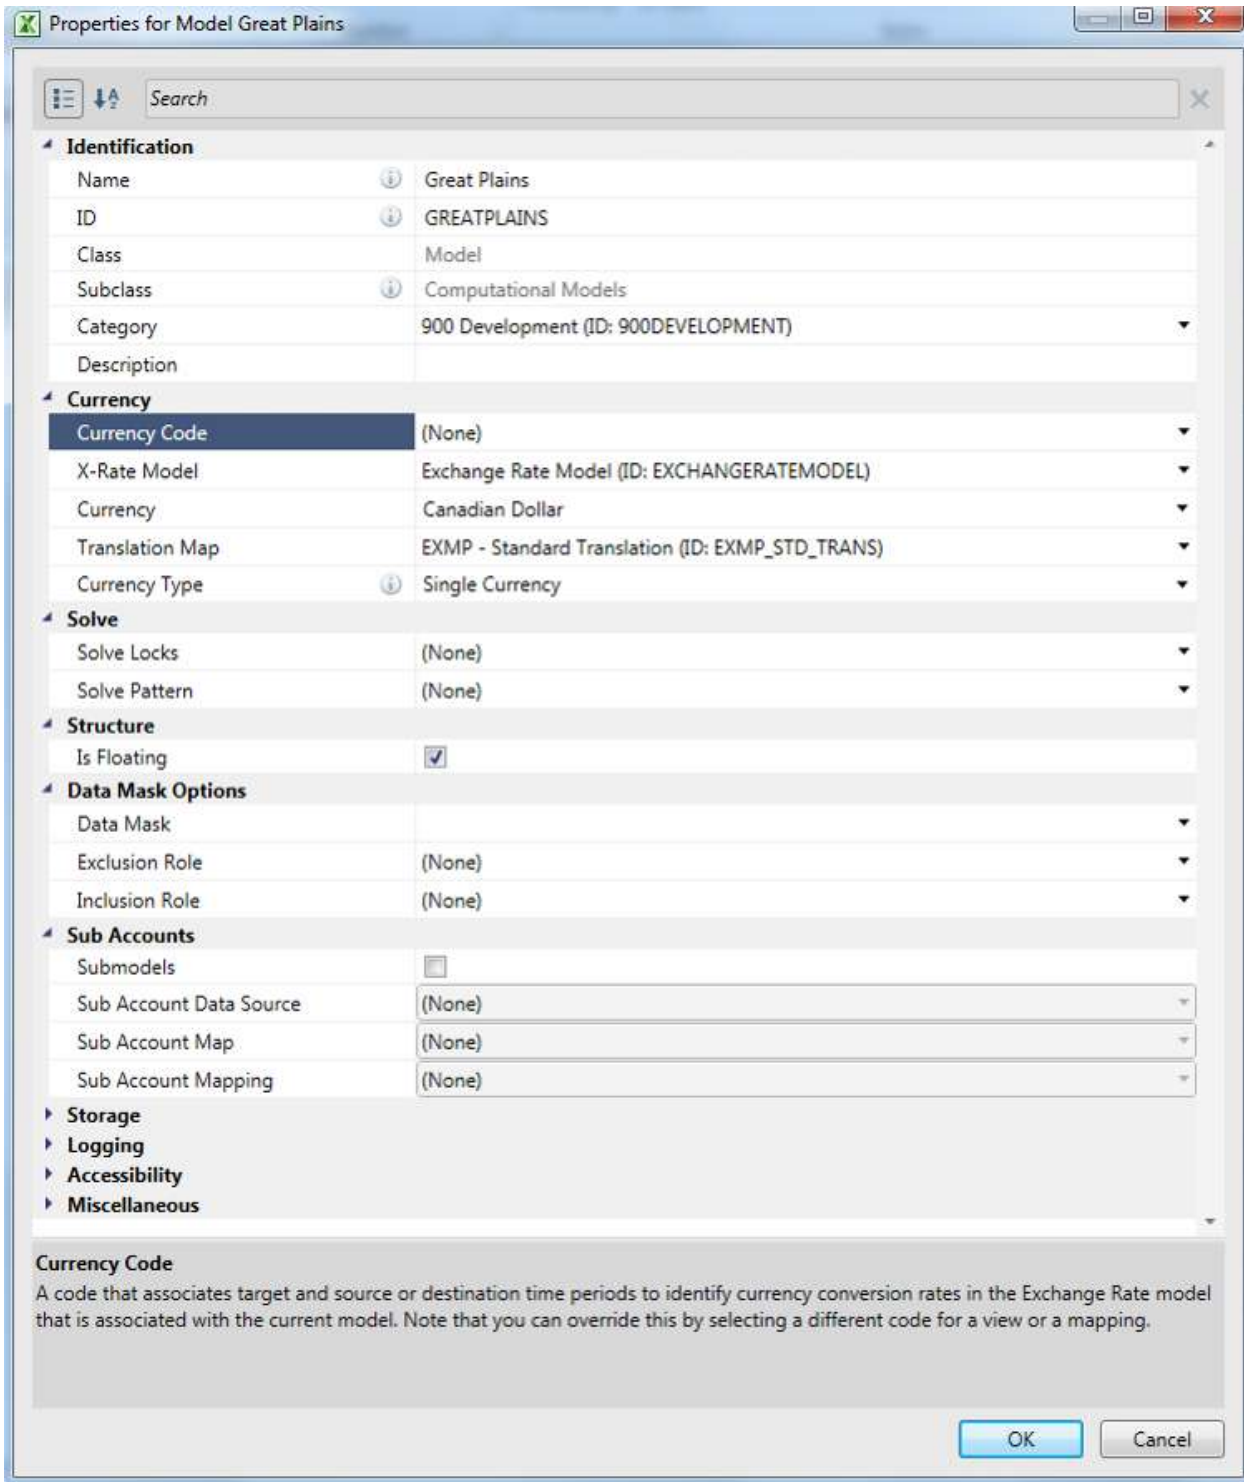 Properties for Model Great Plains
Search
Identification
Name Great Plains
ID GREATPLAINS
Class Model
Subclass Computational Models
Category 900 Development (ID: 900DEVELOPMENT)
Description
Currency
Currency Code (None)
X-Rate Model Exchange Rate Model (ID: EXCHANGERATEMODEL)
Currency Canadian Dollar
Translation Map EXMP - Standard Translation (ID: EXMP_STD_TRANS)
Currency Type Single Currency
Solve
Solve Locks (None)
Solve Pattern (None)
Structure
Is Floating
Data Mask Options
Data Mask
Exclusion Role (None)
Inclusion Role (None)
Sub Accounts
Submodels
Sub Account Data Source (None)
Sub Account Map (None)
Sub Account Mapping (None)
Storage
Logging
Accessibility
Miscellaneous
Currency Code
A code that associates target and source or destination time periods to identify currency conversion rates in the Exchange Rate model
that is associated with the current model. Note that you can override this by selecting a different code for a view or a mapping.
OK Cancel